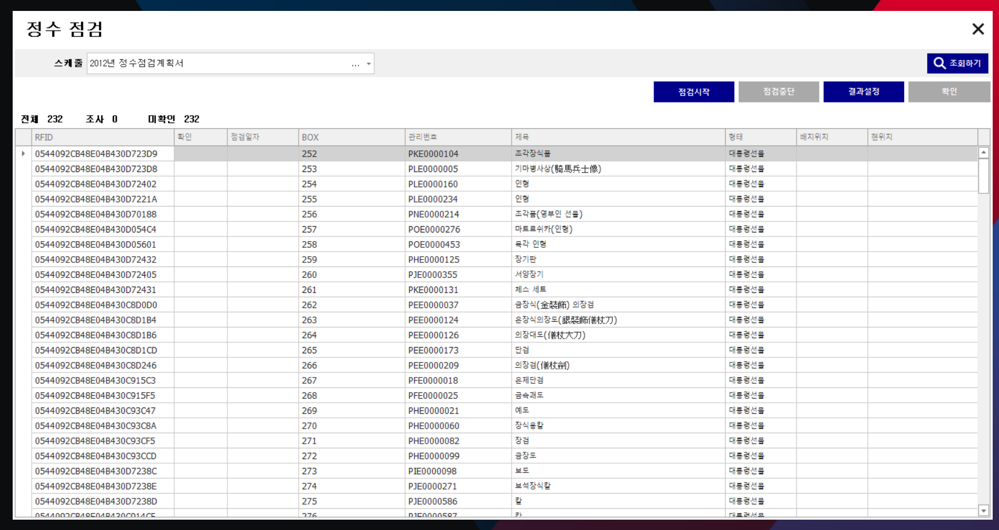 정수 점검
스케줄 2012년 정수점검계획서 ... 조회하기
점검시작 점검중단 결과설정 확인
전체 232 조사 0 미확인 232
RFID 확인 점검일자 BOX 관리번호 제목 형태 배치위치 현위치
0544092CB48E04B430D723D9 252 PKE0000104 조각장식품 대통령선물
0544092CB48E04B430D723D8 253 PLE0000005 기마병사상(騎馬兵士像) 대통령선물
0544092CB48E04B430D72402 254 PLE0000160 인형 대통령선물
0544092CB48E04B430D7221A 255 PLE0000234 인형 대통령선물
0544092CB48E04B430D70188 256 PNE0000214 조각품(영부인 선물) 대통령선물
0544092CB48E04B430D054C4 257 POE0000276 마트료쉬카(인형) 대통령선물
0544092CB48E04B430D05601 258 POE0000453 목각 인형 대통령선물
0544092CB48E04B430D72432 259 PHE0000125 장기판 대통령선물
0544092CB48E04B430D72405 260 PJE0000355 서양장기 대통령선물
0544092CB48E04B430D72431 261 PKE0000131 체스 세트 대통령선물
0544092CB48E04B430C8D0D0 262 PEE0000037 금장식(金裝飾) 의장검 대통령선물
0544092CB48E04B430C8D1B4 263 PEE0000124 은장식의장도(銀裝飾儀杖刀) 대통령선물
0544092CB48E04B430C8D1B6 264 PEE0000126 의장대도(儀杖大刀) 대통령선물
0544092CB48E04B430C8D1CD 265 PEE0000173 단검 대통령선물
0544092CB48E04B430C8D246 266 PEE0000209 의장검(儀杖劍) 대통령선물
0544092CB48E04B430C915C3 267 PFE0000018 은제단검 대통령선물
0544092CB48E04B430C915F5 268 PFE0000025 금속괘도 대통령선물
0544092CB48E04B430C93C47 269 PHE0000021 예도 대통령선물
0544092CB48E04B430C93C8A 270 PHE0000060 장식용칼 대통령선물
0544092CB48E04B430C93CF5 271 PHE0000082 장검 대통령선물
0544092CB48E04B430C93CCD 272 PHE0000099 금장도 대통령선물
0544092CB48E04B430D7238C 273 PIE0000098 보도 대통령선물
0544092CB48E04B430D7238E 274 PJE0000271 보석장식칼 대통령선물
0544092CB48E04B430D7238D 275 PJE0000586 칼 대통령선물
0544092CB48E04B430C914CF 276 PJE0000587 칼 대통령선물